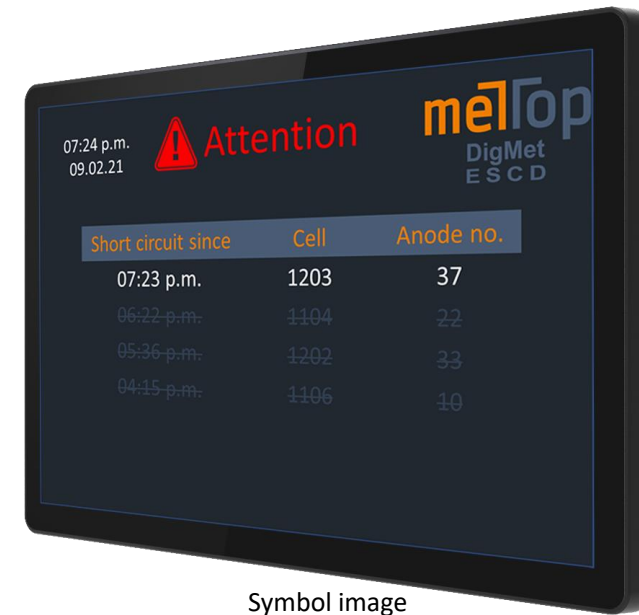 07:24 p.m.
09.02.21
Attention
melTop
DigMet
ESCD
Short circuit since Cell Anode no.
07:23 p.m. 1203 37
06:22 p.m. 1104 22
05:36 p.m. 1202 33
04:15 p.m. 1106 10
Symbol image